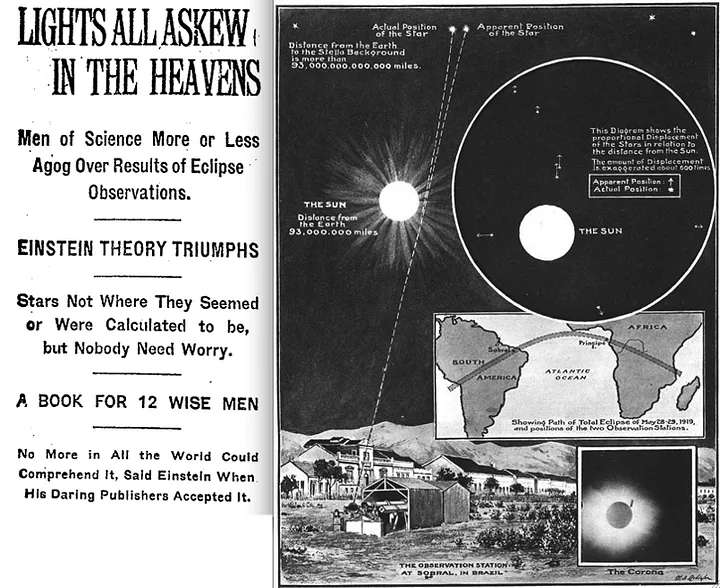 LIGHTS ALL ASKEW
IN THE HEAVENS
Men of Science More or Less
Agog Over Results of Eclipse
Observations.
EINSTEIN THEORY TRIUMPHS
Stars Not Where They Seemed
or Were Calculated to be,
but Nobody Need Worry.
A BOOK FOR 12 WISE MEN
No More in All the World Could
Comprehend It, Said Einstein When
His Daring Publishers Accepted It.
Actual Position
of the Star
Apparent Position
of the Star
Distance from the Earth
to the Stella Background
is more than
93,000,000,000,000 miles.
THE SUN
Distance from
the Earth
93,000,000 miles
This Diagram shows the
proportional Displacement
of the Stars in relation to
the distance from the Sun.
The amount of Displacement
is exaggerated about 600 times
Apparent Position:
Actual Position:
THE SUN
AFRICA
Sobral
Principe
SOUTH
AMERICA
ATLANTIC
OCEAN
Showing Path of Total Eclipse of May 28-29, 1919,
and positions of the two Observation Stations.
THE OBSERVATION STATION
AT SOBRAL, IN BRAZIL
The Corona